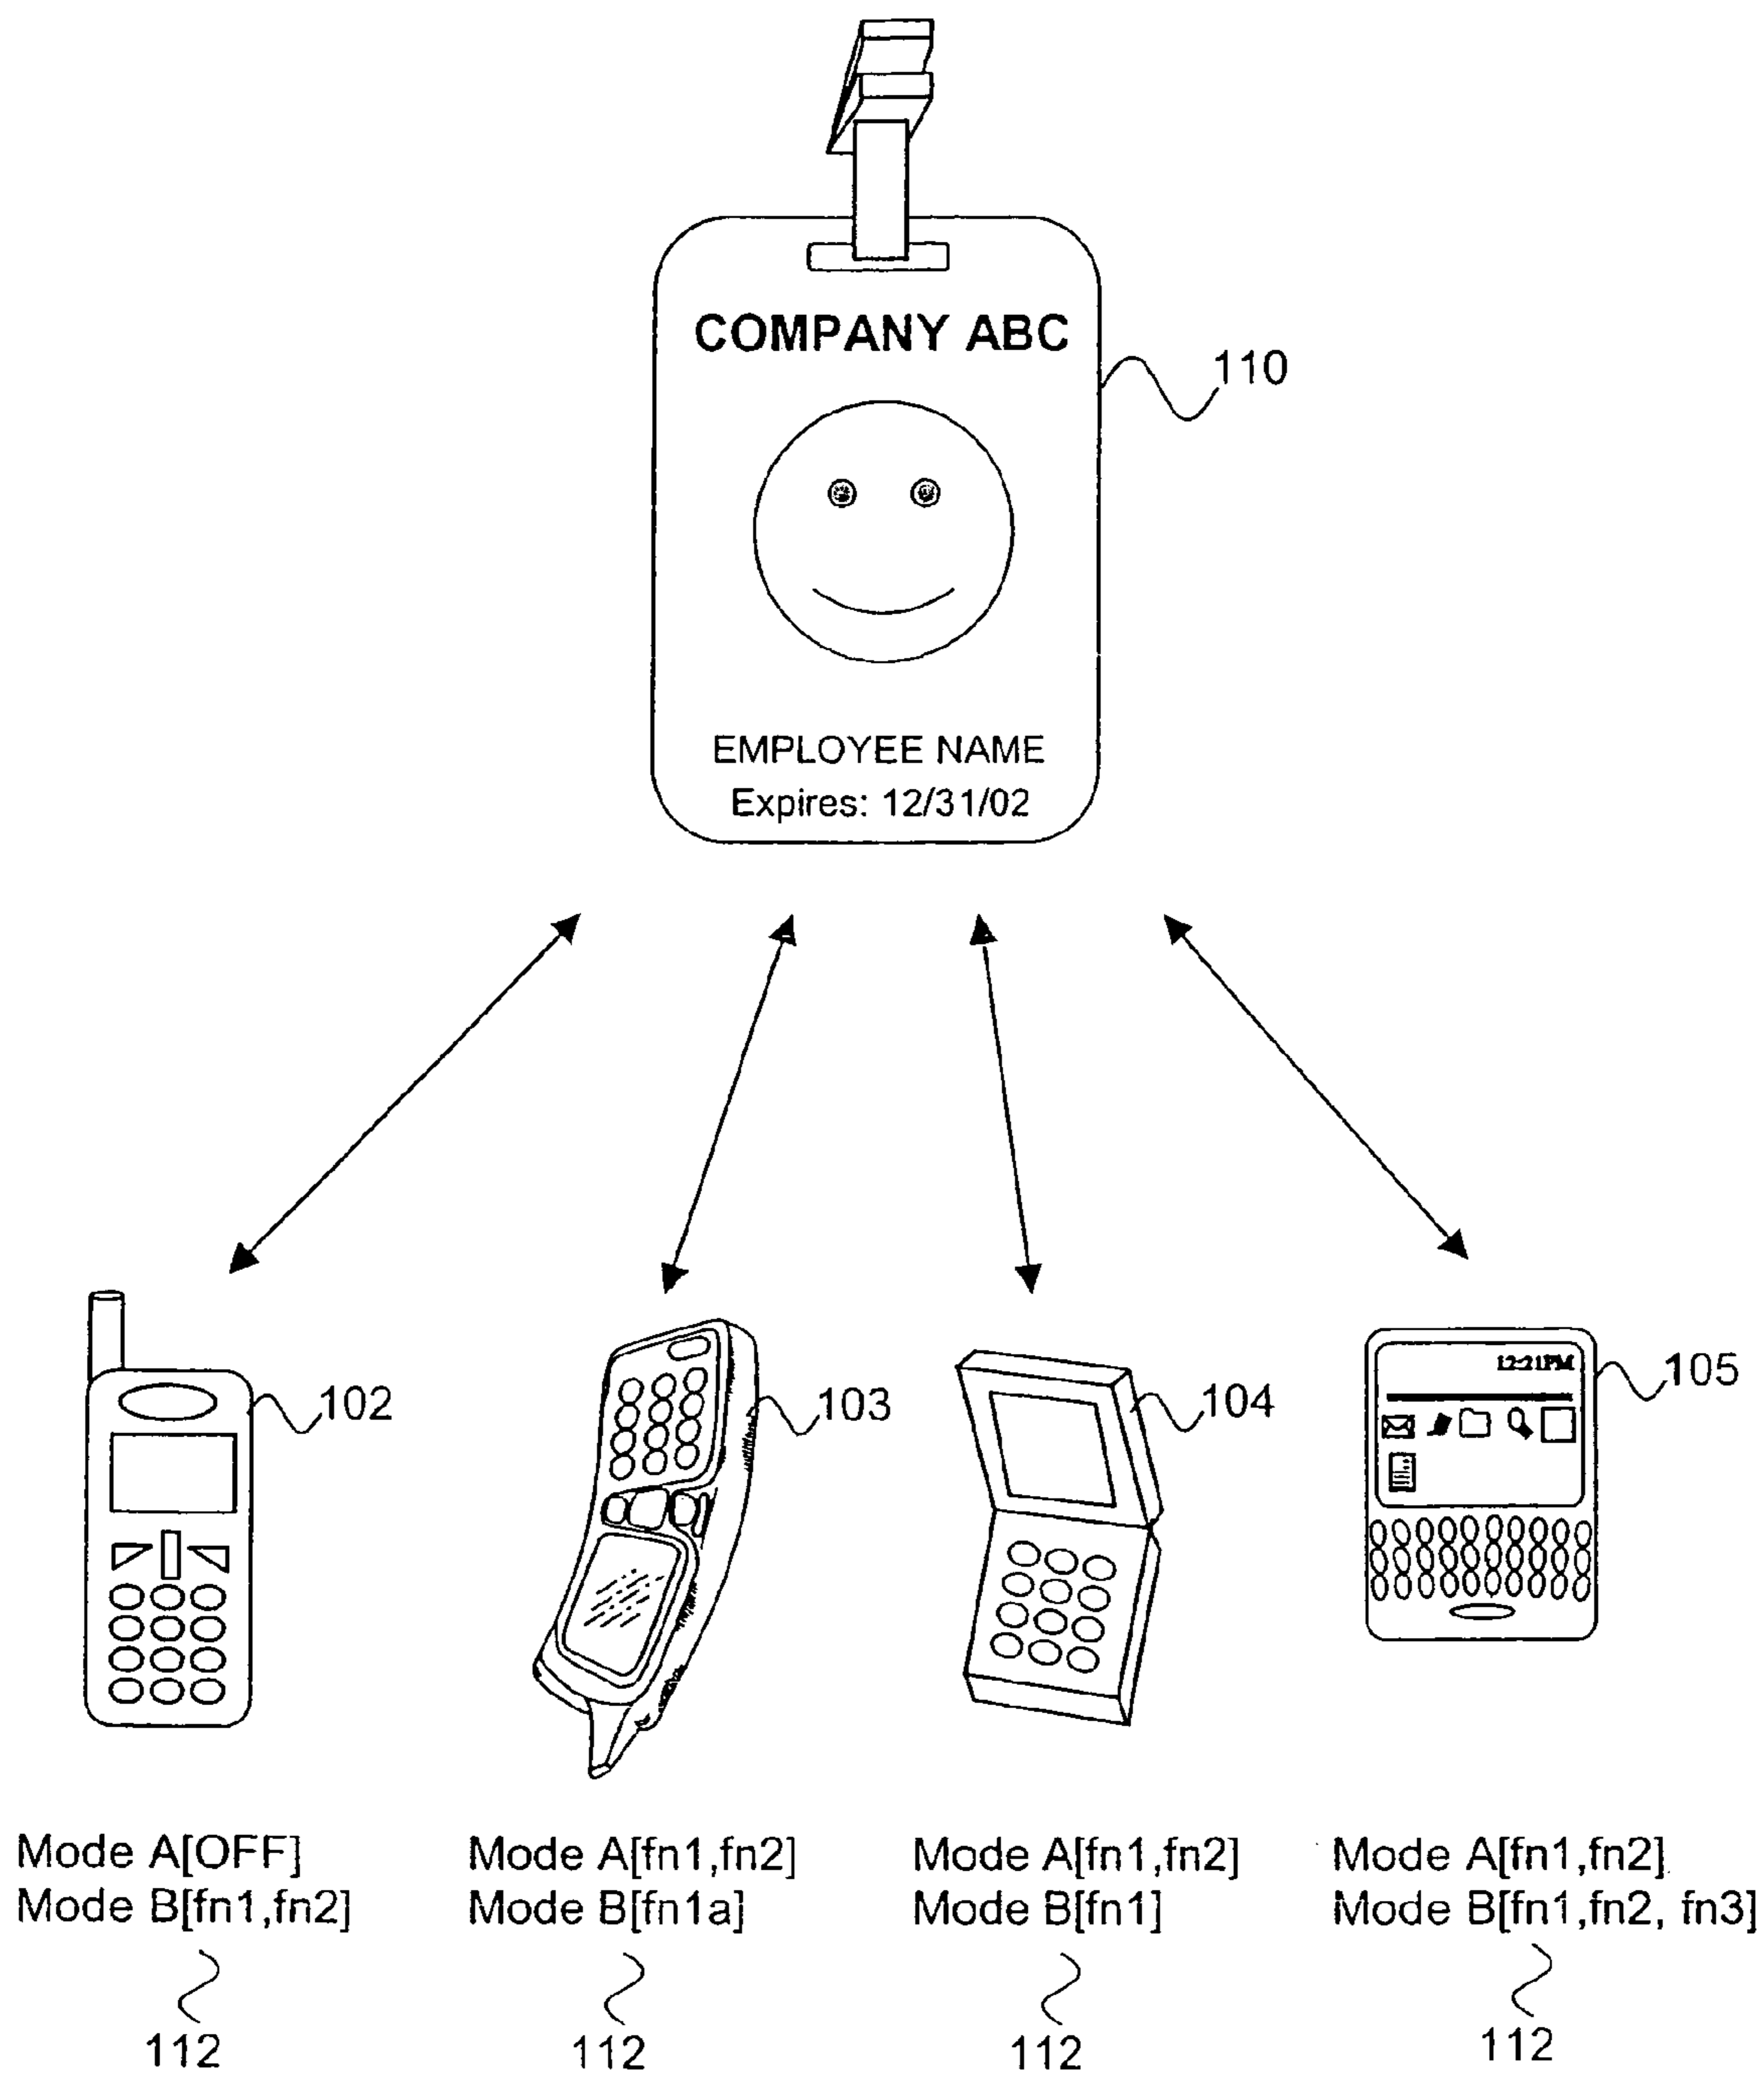 COMPANY ABC
110
EMPLOYEE NAME
Expires: 12/31/02
102
103
104
105
12:21PM
Mode A[OFF]
Mode B[fn1,fn2]
112
Mode A[fn1,fn2]
Mode B[fn1a]
112
Mode A[fn1,fn2]
Mode B[fn1]
112
Mode A[fn1,fn2]
Mode B[fn1,fn2, fn3]
112